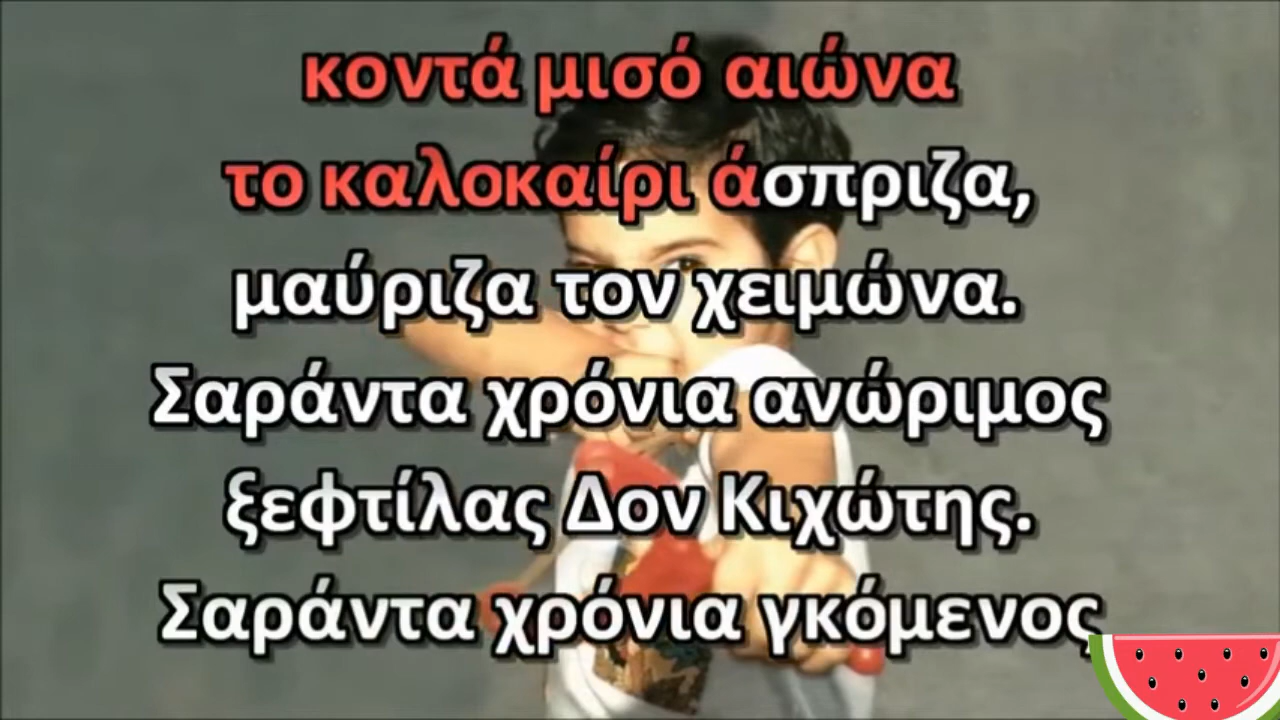 κοντά μισό αιώνα
το καλοκαίρι άσπριζα,
μαύριζα τον χειμώνα.
Σαράντα χρόνια ανώριμος
ξεφτίλας Δον Κιχώτης.
Σαράντα χρόνια γκόμενος